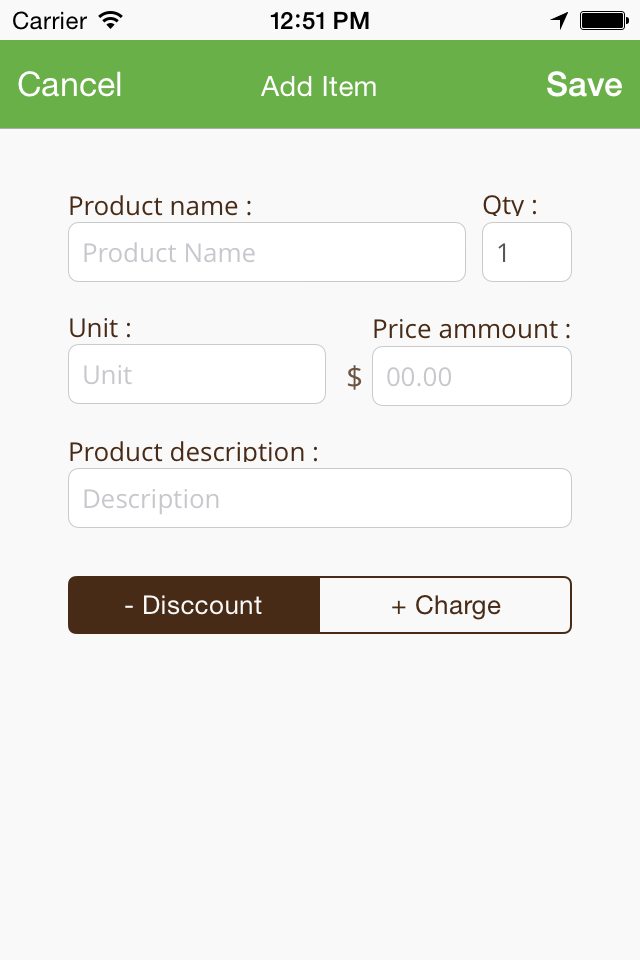 Carrier 12:51 PM
Cancel Add Item Save
Product name : Qty :
Product Name 1
Unit : Price ammount :
Unit $ 00.00
Product description :
Description
- Disccount + Charge